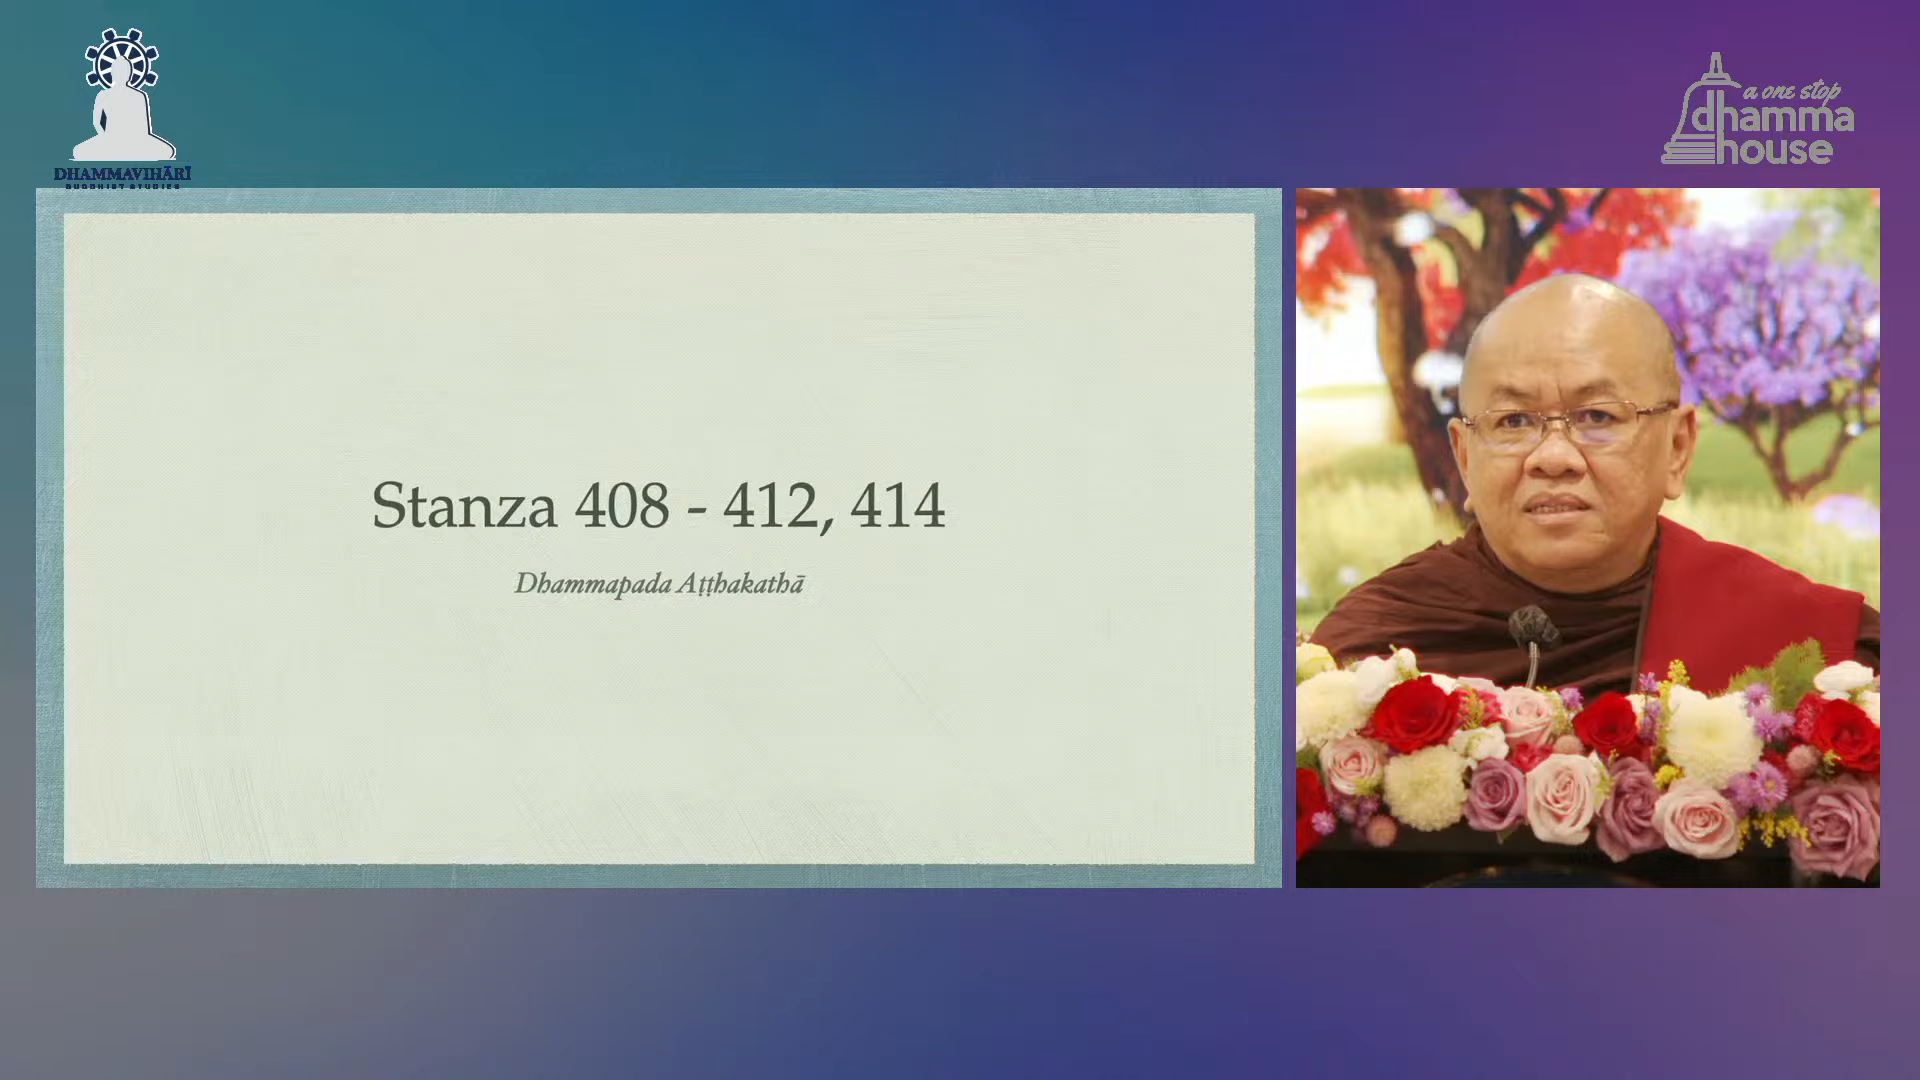 DHAMMAVIHĀRĪ
BUDDHIST STUDIES
a one stop
dhamma
house
Stanza 408 - 412, 414
Dhammapada Aṭṭhakathā